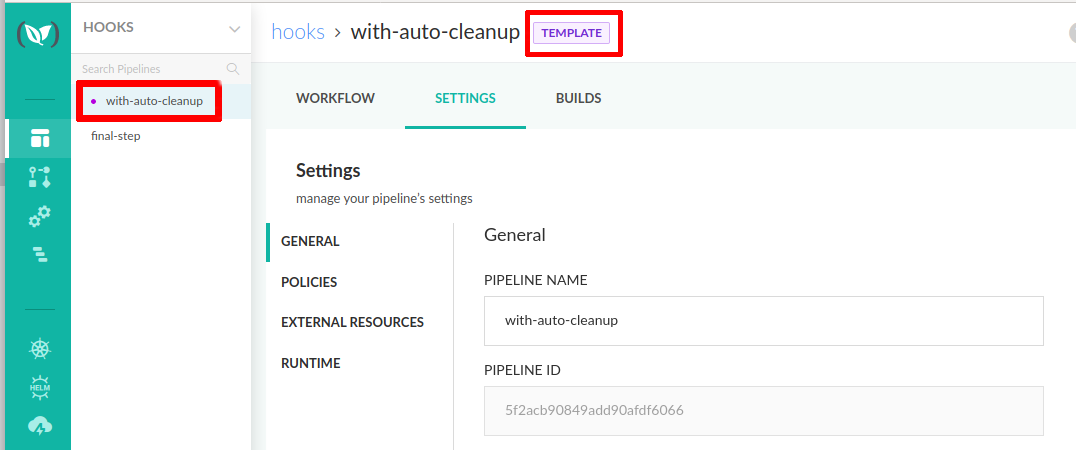 HOOKS
Search Pipelines
with-auto-cleanup
final-step
HELM
hooks > with-auto-cleanup TEMPLATE
WORKFLOW SETTINGS BUILDS
Settings
manage your pipeline's settings
GENERAL
POLICIES
EXTERNAL RESOURCES
RUNTIME
General
PIPELINE NAME
with-auto-cleanup
PIPELINE ID
5f2acb90849add90afdf6066